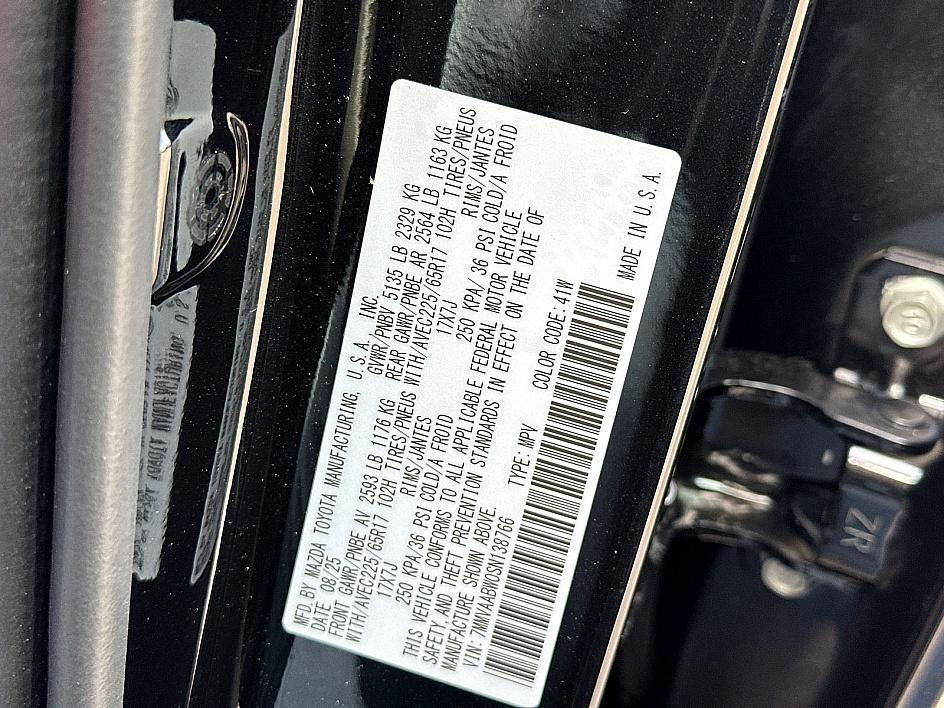 MFD. BY MAZDA TOYOTA MANUFACTURING, U. S. A. INC.
DATE 08/25 GVWR/PNBV 5135 LB 2329 KG
FRONT GAWR/PNBE AV 2593 LB 1176 KG REAR GAWR/PNBE AR 2564 LB 1163 KG
WITH/AVEC225/65R17 102H TIRES/PNEUS WITH/AVEC225/65R17 102H TIRES/PNEUS
17X7J RIMS/JANTES 17X7J RIMS/JANTES
250 KPA/36 PSI COLD/A FROID 250 KPA/ 36 PSI COLD/A FROID
THIS VEHICLE CONFORMS TO ALL APPLICABLE FEDERAL MOTOR VEHICLE
SAFETY, AND THEFT PREVENTION STANDARDS IN EFFECT ON THE DATE OF
MANUFACTURE SHOWN ABOVE.
VIN: 7MMVAABW0SN138766 TYPE: MPV COLOR CODE: 41W
MADE IN U. S. A.
ZR
10